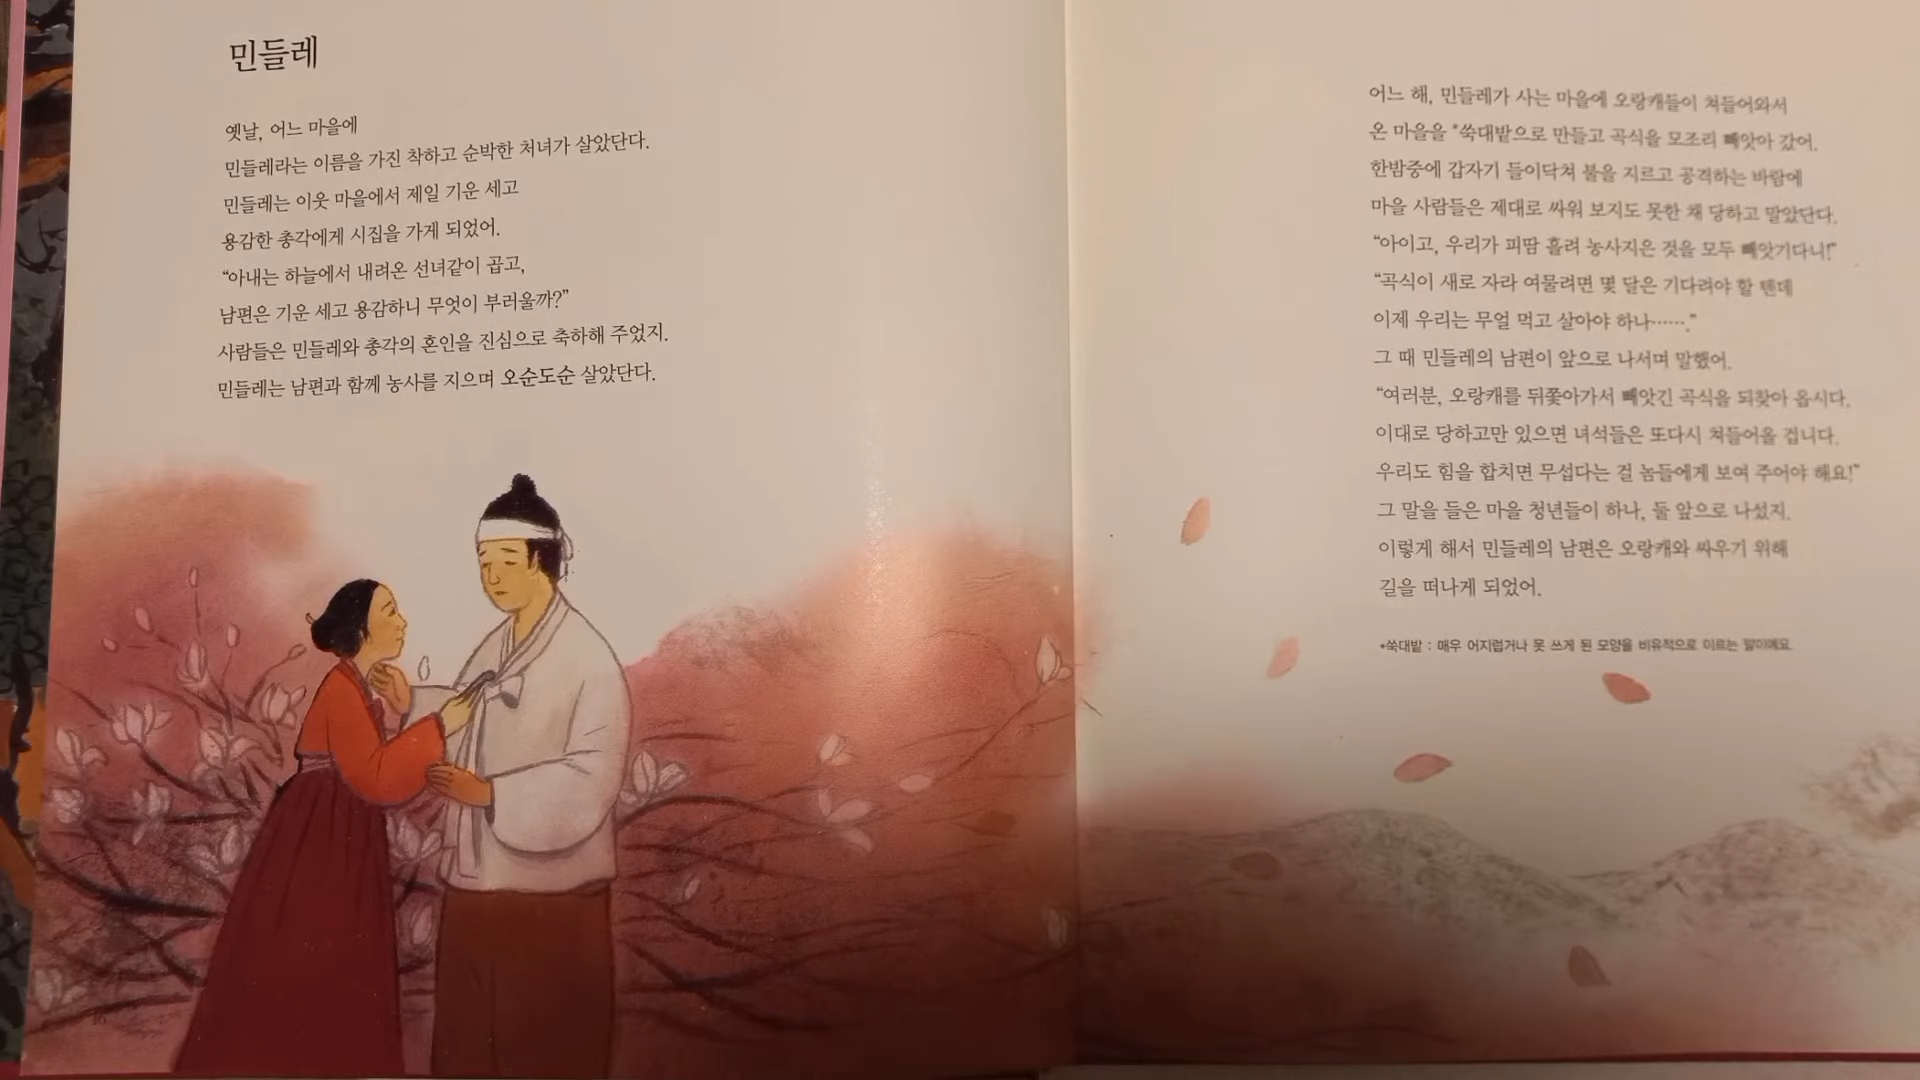 민들레
옛날, 어느 마을에
민들레라는 이름을 가진 착하고 순박한 처녀가 살았단다.
민들레는 이웃 마을에서 제일 기운 세고
용감한 총각에게 시집을 가게 되었어.
“아내는 하늘에서 내려온 선녀같이 곱고,
남편은 기운 세고 용감하니 무엇이 부러울까?”
사람들은 민들레와 총각의 혼인을 진심으로 축하해 주었지.
민들레는 남편과 함께 농사를 지으며 오순도순 살았단다.
16
어느 해, 민들레가 사는 마을에 오랑캐들이 쳐들어와서
온 마을을 *쑥대밭으로 만들고 곡식을 모조리 빼앗아 갔어.
한밤중에 갑자기 들이닥쳐 불을 지르고 공격하는 바람에
마을 사람들은 제대로 싸워 보지도 못한 채 당하고 말았단다.
“아이고, 우리가 피땀 흘려 농사지은 것을 모두 빼앗기다니!”
“곡식이 새로 자라 여물려면 몇 달은 기다려야 할 텐데
이제 우리는 무얼 먹고 살아야 하나…….”
그 때 민들레의 남편이 앞으로 나서며 말했어.
“여러분, 오랑캐를 뒤쫓아가서 빼앗긴 곡식을 되찾아 옵시다.
이대로 당하고만 있으면 녀석들은 또다시 쳐들어올 겁니다.
우리도 힘을 합치면 무섭다는 걸 놈들에게 보여 주어야 해요!”
그 말을 들은 마을 청년들이 하나, 둘 앞으로 나섰지.
이렇게 해서 민들레의 남편은 오랑캐와 싸우기 위해
길을 떠나게 되었어.
*쑥대밭 : 매우 어지럽거나 못 쓰게 된 모양을 비유적으로 이르는 말이에요.